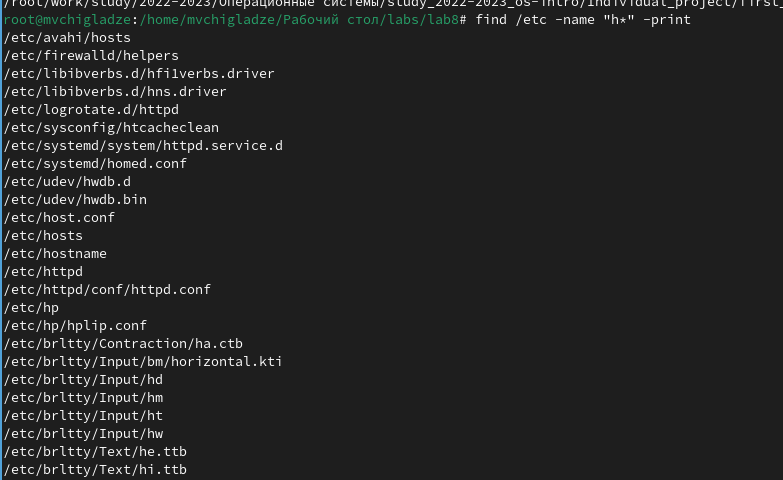 /root/work/study/2022-2023/Операционные системы/study_2022-2023_os-intro/individual_project/first_
root@mvchigladze:/home/mvchigladze/Рабочий стол/labs/lab8# find /etc -name "h*" -print
/etc/avahi/hosts
/etc/firewalld/helpers
/etc/libibverbs.d/hfi1verbs.driver
/etc/libibverbs.d/hns.driver
/etc/logrotate.d/httpd
/etc/sysconfig/htcacheclean
/etc/systemd/system/httpd.service.d
/etc/systemd/homed.conf
/etc/udev/hwdb.d
/etc/udev/hwdb.bin
/etc/host.conf
/etc/hosts
/etc/hostname
/etc/httpd
/etc/httpd/conf/httpd.conf
/etc/hp
/etc/hp/hplip.conf
/etc/brltty/Contraction/ha.ctb
/etc/brltty/Input/bm/horizontal.kti
/etc/brltty/Input/hd
/etc/brltty/Input/hm
/etc/brltty/Input/ht
/etc/brltty/Input/hw
/etc/brltty/Text/he.ttb
/etc/brltty/Text/hi.ttb